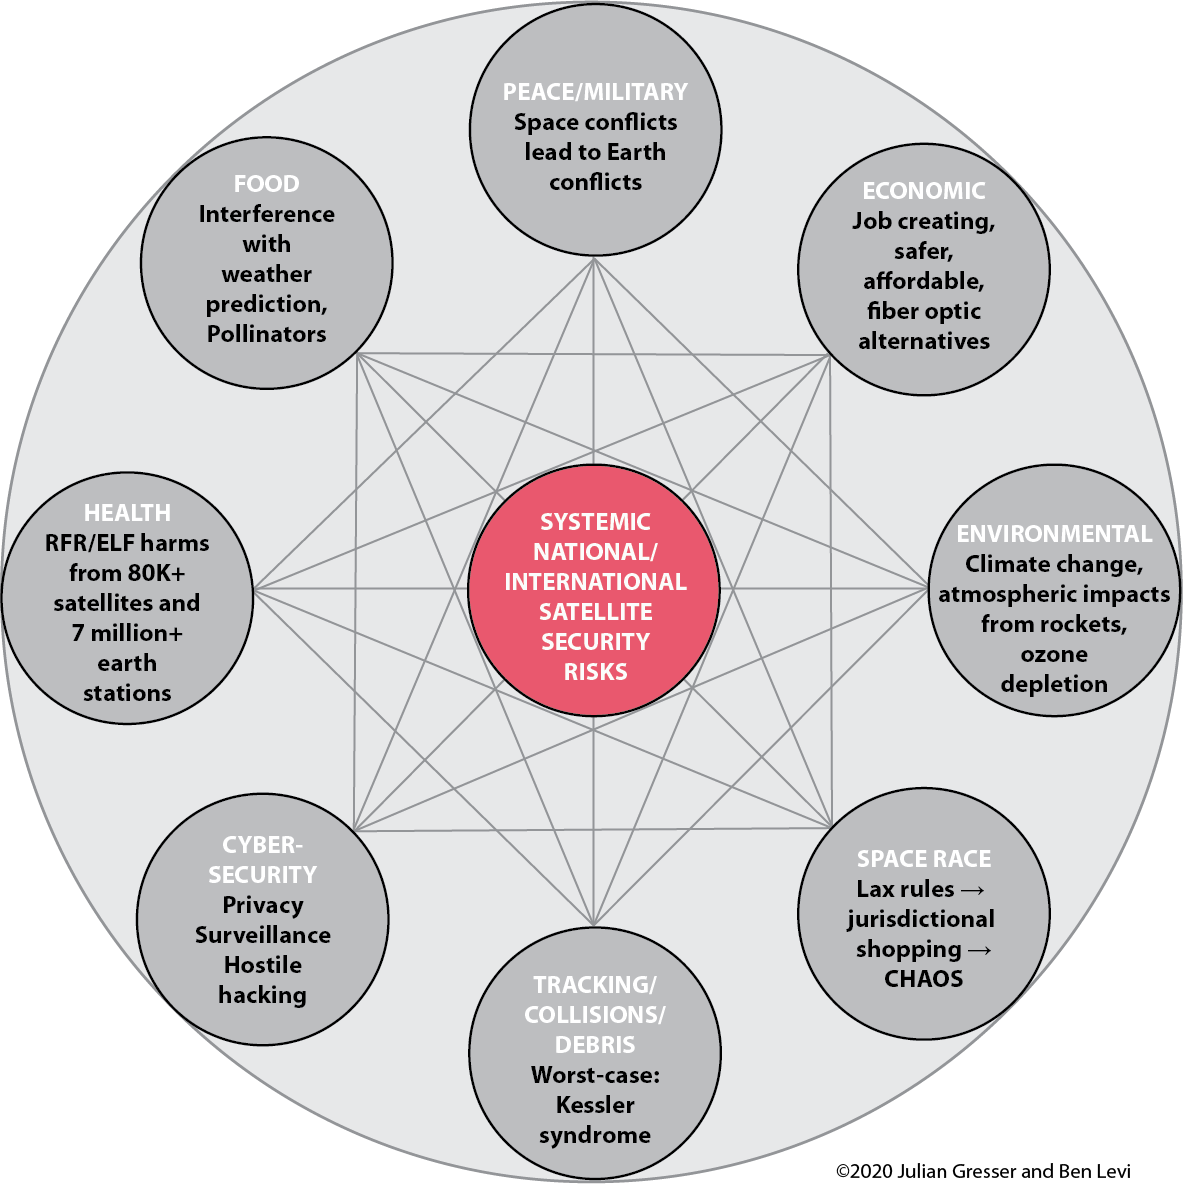 PEACE/MILITARY
Space conflicts
lead to Earth
conflicts
ECONOMIC
Job creating,
safer,
affordable,
fiber optic
alternatives
ENVIRONMENTAL
Climate change,
atmospheric impacts
from rockets,
ozone
depletion
SPACE RACE
Lax rules →
jurisdictional
shopping →
CHAOS
TRACKING/
COLLISIONS/
DEBRIS
Worst-case:
Kessler
syndrome
CYBER-
SECURITY
Privacy
Surveillance
Hostile
hacking
HEALTH
RFR/ELF harms
from 80K+
satellites and
7 million+
earth
stations
FOOD
Interference
with
weather
prediction,
Pollinators
SYSTEMIC
NATIONAL/
INTERNATIONAL
SATELLITE
SECURITY
RISKS
©2020 Julian Gresser and Ben Levi